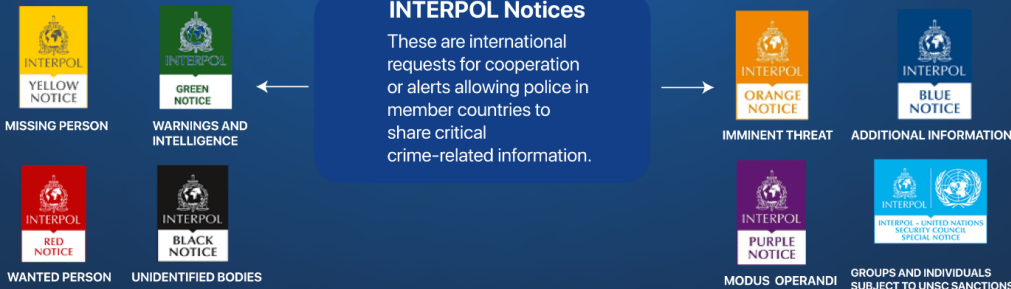 INTERPOL Notices
These are international
requests for cooperation
or alerts allowing police in
member countries to
share critical
crime-related information.
INTERPOL
YELLOW
NOTICE
MISSING PERSON
INTERPOL
GREEN
NOTICE
WARNINGS AND
INTELLIGENCE
INTERPOL
RED
NOTICE
WANTED PERSON
INTERPOL
BLACK
NOTICE
UNIDENTIFIED BODIES
INTERPOL
ORANGE
NOTICE
IMMINENT THREAT
INTERPOL
BLUE
NOTICE
ADDITIONAL INFORMATION
INTERPOL
PURPLE
NOTICE
MODUS OPERANDI
INTERPOL
INTERPOL - UNITED NATIONS
SECURITY COUNCIL
SPECIAL NOTICE
GROUPS AND INDIVIDUALS
SUBJECT TO UNSC SANCTIONS